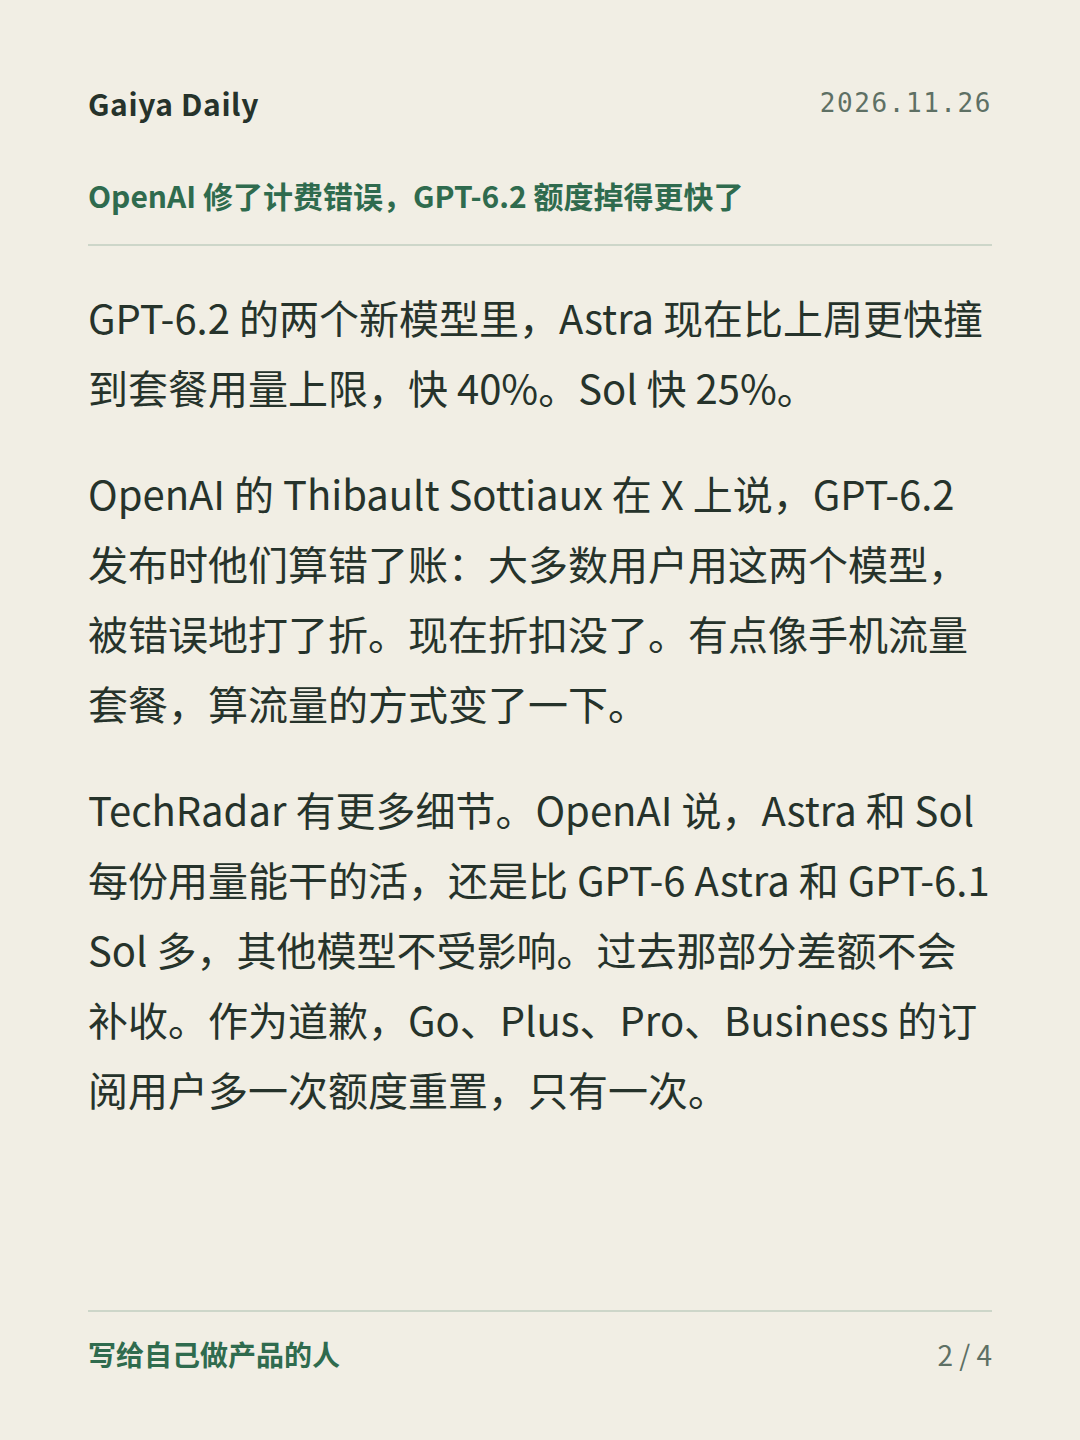 Gaiya Daily
2026.11.26
OpenAI 修了计费错误，GPT-6.2 额度掉得更快了
GPT-6.2 的两个新模型里，Astra 现在比上周更快撞
到套餐用量上限，快 40%。Sol 快 25%。
OpenAI 的 Thibault Sottiaux 在 X 上说，GPT-6.2
发布时他们算错了账：大多数用户用这两个模型，
被错误地打了折。现在折扣没了。有点像手机流量
套餐，算流量的方式变了一下。
TechRadar 有更多细节。OpenAI 说，Astra 和 Sol
每份用量能干的活，还是比 GPT-6 Astra 和 GPT-6.1
Sol 多，其他模型不受影响。过去那部分差额不会
补收。作为道歉，Go、Plus、Pro、Business 的订
阅用户多一次额度重置，只有一次。
写给自己做产品的人
2 / 4